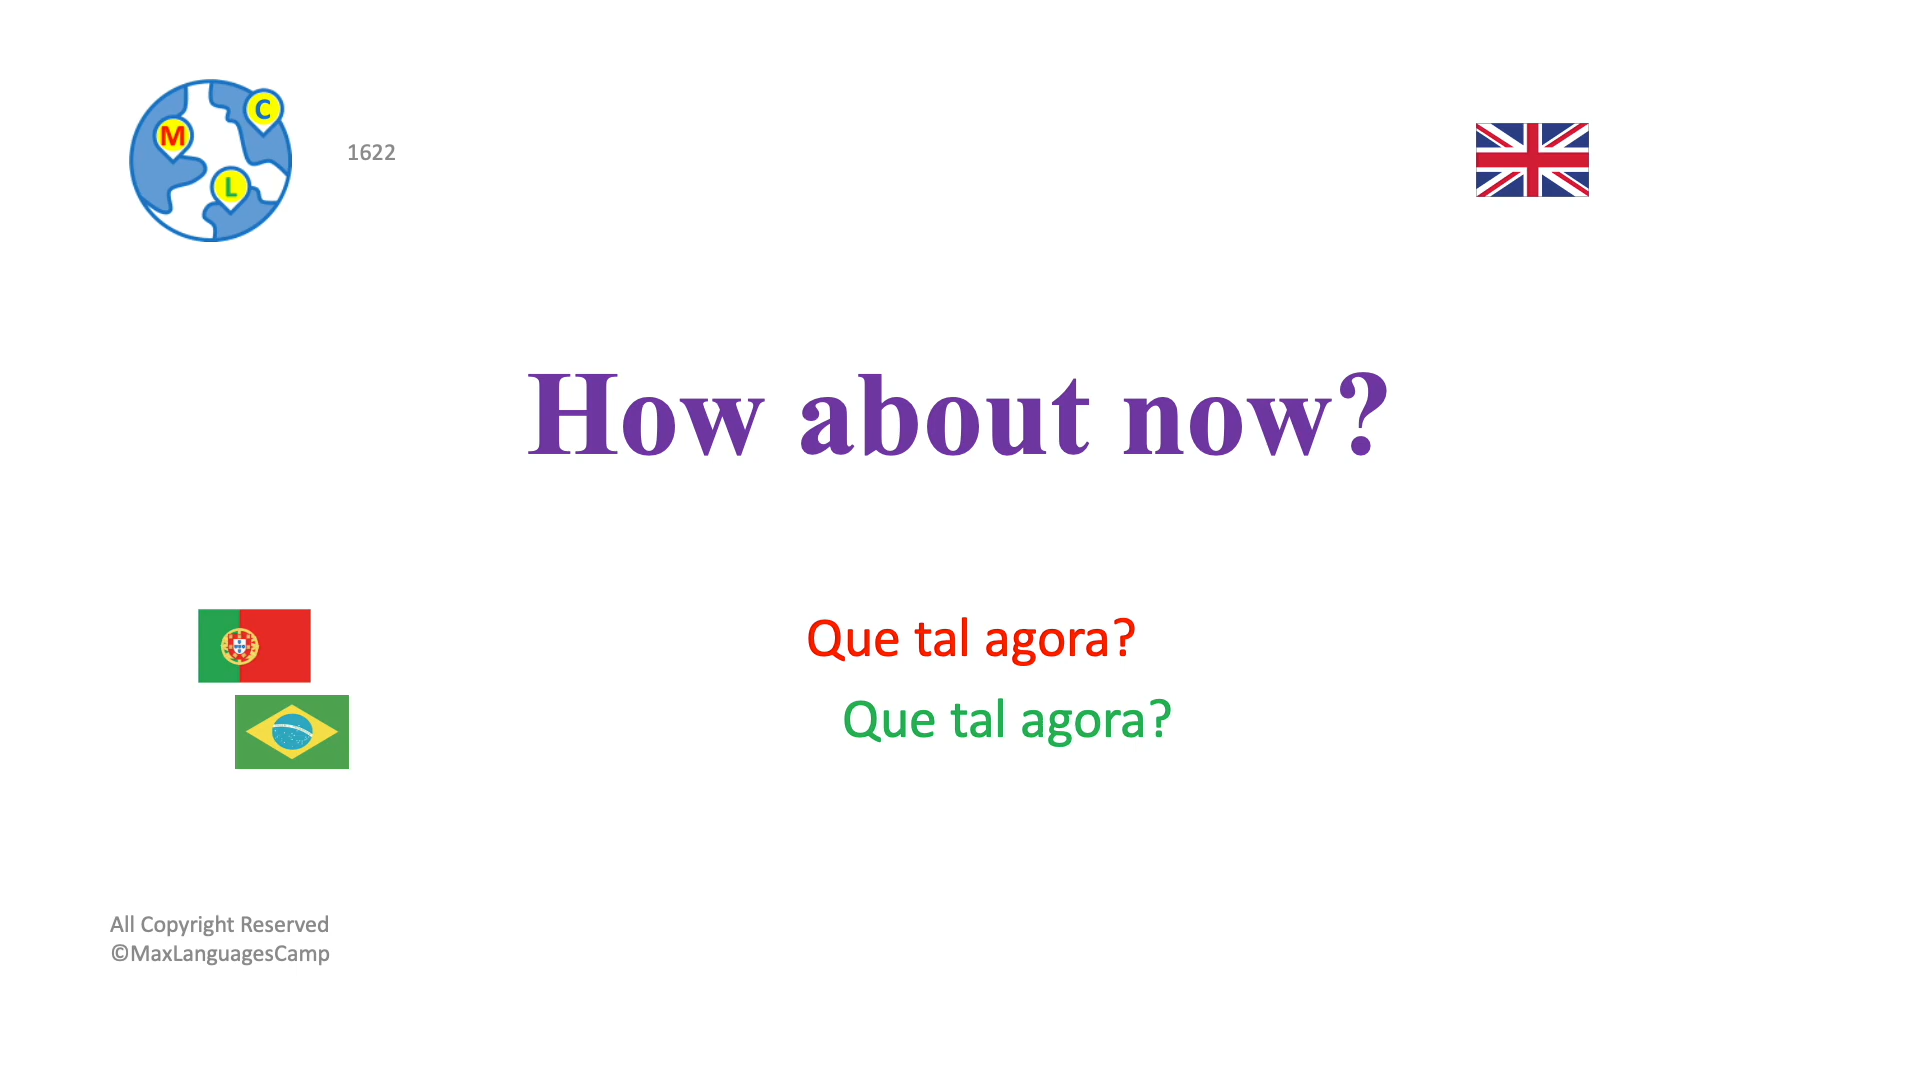 M
C
L
1622
How about now?
Que tal agora?
Que tal agora?
All Copyright Reserved
©MaxLanguagesCamp